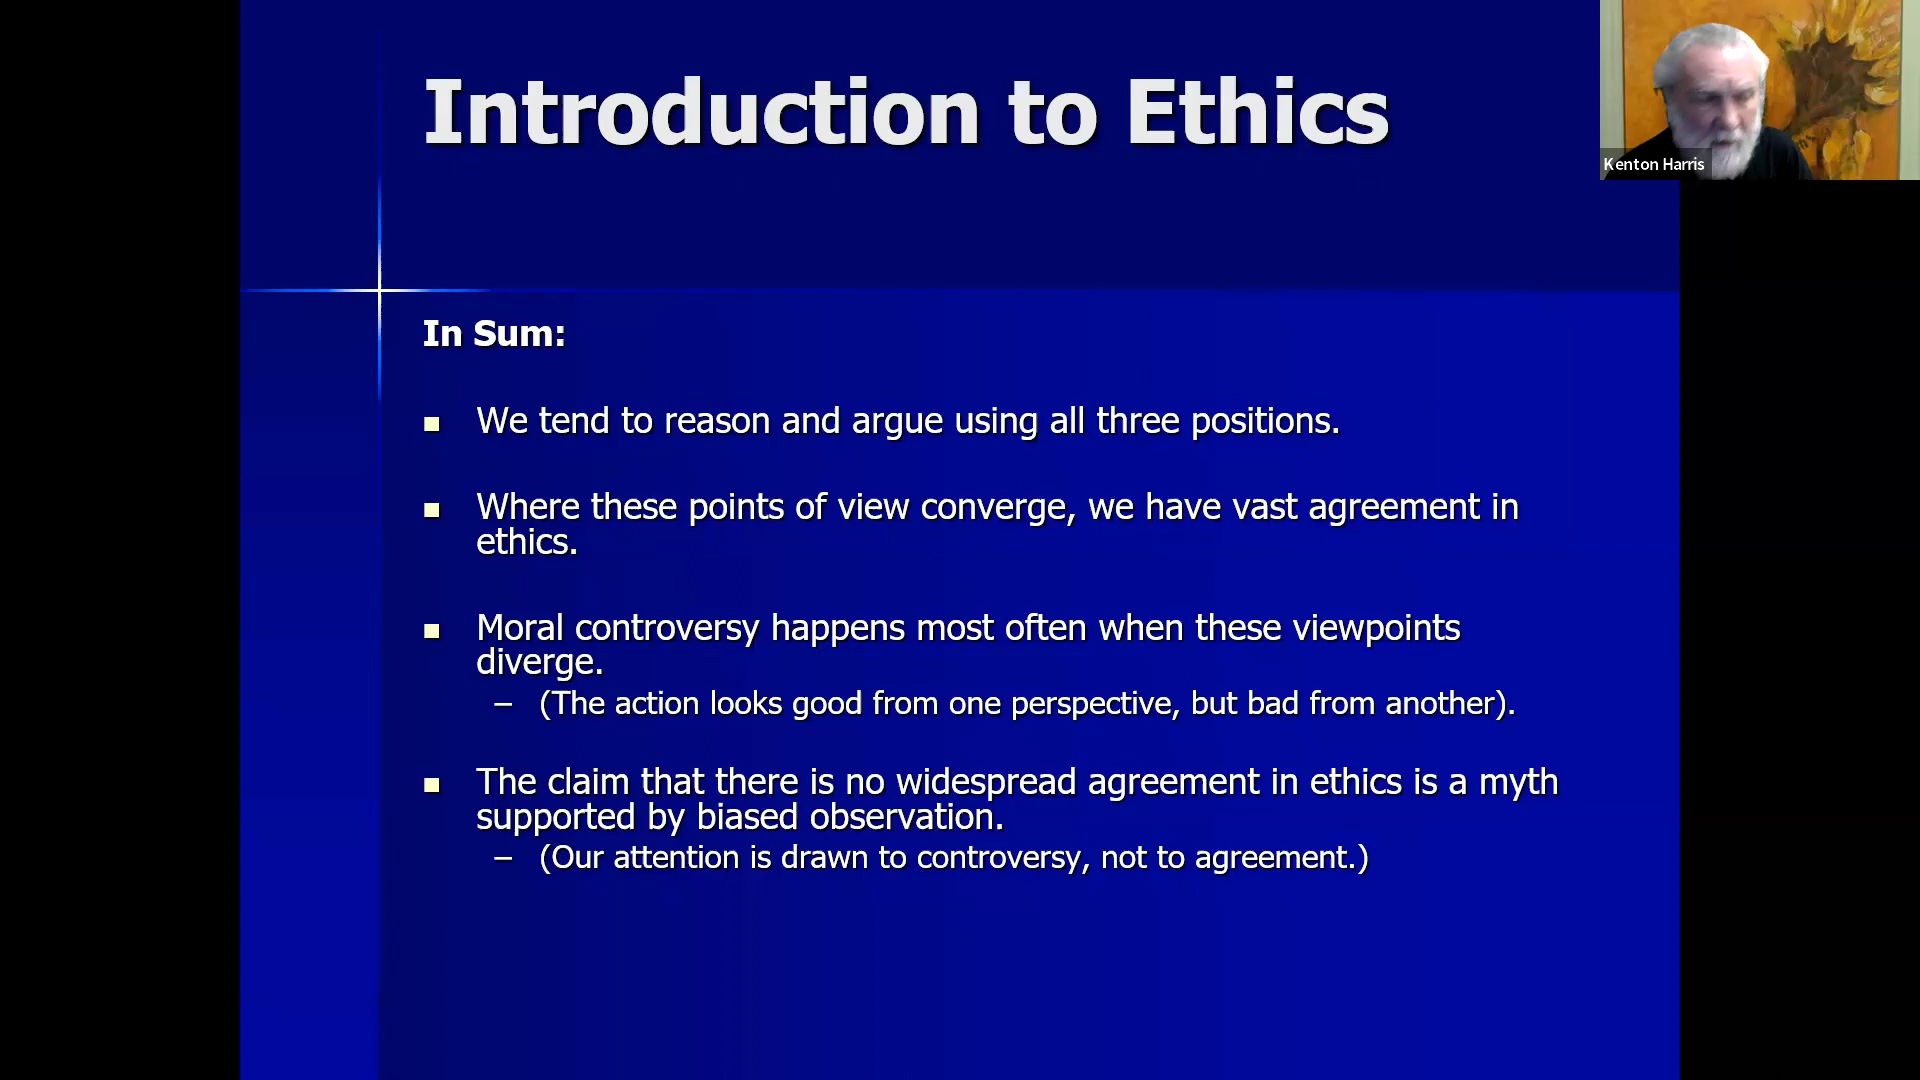 Introduction to Ethics
Kenton Harris
In Sum:
We tend to reason and argue using all three positions.
Where these points of view converge, we have vast agreement in
ethics.
Moral controversy happens most often when these viewpoints
diverge.
– (The action looks good from one perspective, but bad from another).
The claim that there is no widespread agreement in ethics is a myth
supported by biased observation.
– (Our attention is drawn to controversy, not to agreement.)